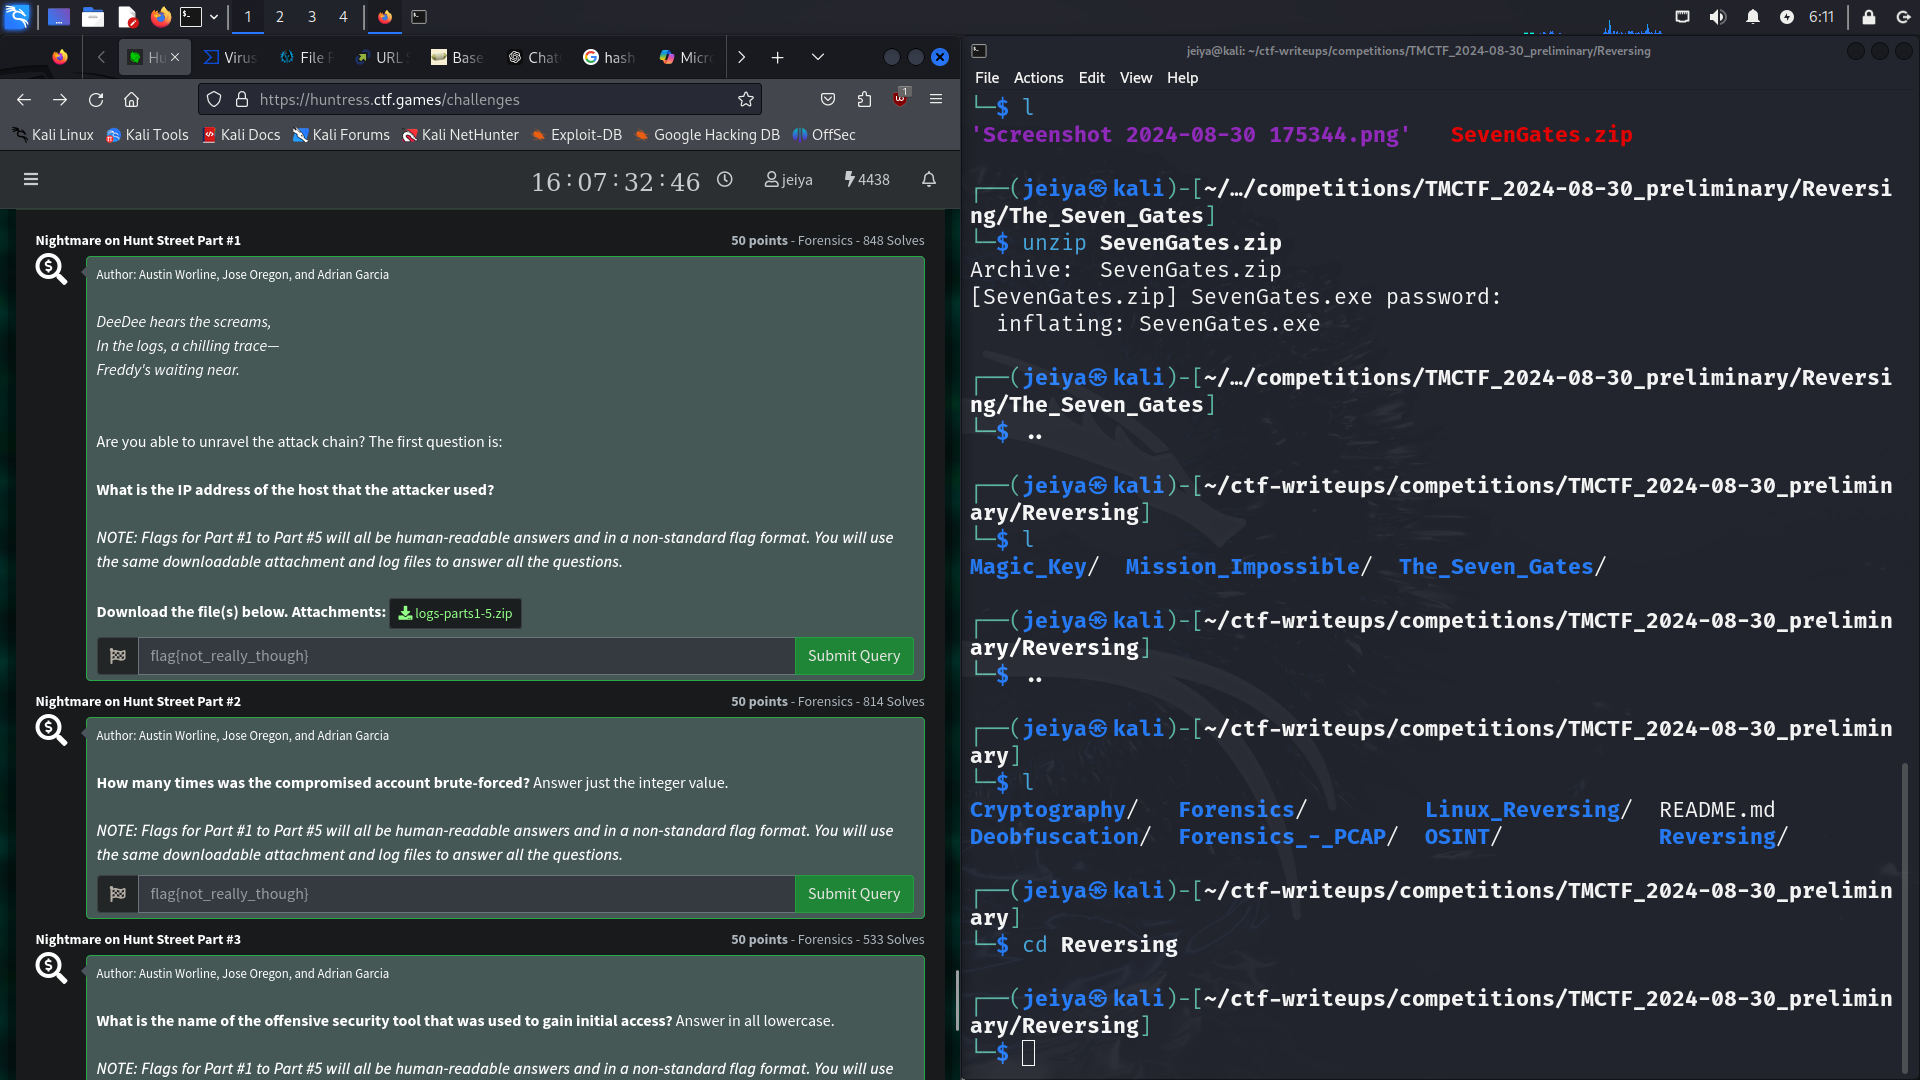 1 2 3 4 6:11
Hu Virus File F URL S Base Chat hash Micro
jeiya@kali: ~/ctf-writeups/competitions/TMCTF_2024-08-30_preliminary/Reversing
File Actions Edit View Help
https://huntress.ctf.games/challenges
1
Kali Linux Kali Tools Kali Docs Kali Forums Kali NetHunter Exploit-DB Google Hacking DB OffSec
16:07:32:46 jeiya 4438
Nightmare on Hunt Street Part #1 50 points - Forensics - 848 Solves
Author: Austin Worline, Jose Oregon, and Adrian Garcia
DeeDee hears the screams,
In the logs, a chilling trace—
Freddy's waiting near.
Are you able to unravel the attack chain? The first question is:
What is the IP address of the host that the attacker used?
NOTE: Flags for Part #1 to Part #5 will all be human-readable answers and in a non-standard flag format. You will use
the same downloadable attachment and log files to answer all the questions.
Download the file(s) below. Attachments: logs-parts1-5.zip
flag{not_really_though} Submit Query
Nightmare on Hunt Street Part #2 50 points - Forensics - 814 Solves
Author: Austin Worline, Jose Oregon, and Adrian Garcia
How many times was the compromised account brute-forced? Answer just the integer value.
NOTE: Flags for Part #1 to Part #5 will all be human-readable answers and in a non-standard flag format. You will use
the same downloadable attachment and log files to answer all the questions.
flag{not_really_though} Submit Query
Nightmare on Hunt Street Part #3 50 points - Forensics - 533 Solves
Author: Austin Worline, Jose Oregon, and Adrian Garcia
What is the name of the offensive security tool that was used to gain initial access? Answer in all lowercase.
NOTE: Flags for Part #1 to Part #5 will all be human-readable answers and in a non-standard flag format. You will use
└─$ l
'Screenshot 2024-08-30 175344.png' SevenGates.zip
┌──(jeiya㉿kali)-[~/…/competitions/TMCTF_2024-08-30_preliminary/Reversi
ng/The_Seven_Gates]
└─$ unzip SevenGates.zip
Archive:  SevenGates.zip
[SevenGates.zip] SevenGates.exe password:
  inflating: SevenGates.exe
┌──(jeiya㉿kali)-[~/…/competitions/TMCTF_2024-08-30_preliminary/Reversi
ng/The_Seven_Gates]
└─$ ..
┌──(jeiya㉿kali)-[~/ctf-writeups/competitions/TMCTF_2024-08-30_prelimin
ary/Reversing]
└─$ l
Magic_Key/ Mission_Impossible/ The_Seven_Gates/
┌──(jeiya㉿kali)-[~/ctf-writeups/competitions/TMCTF_2024-08-30_prelimin
ary/Reversing]
└─$ ..
┌──(jeiya㉿kali)-[~/ctf-writeups/competitions/TMCTF_2024-08-30_prelimin
ary]
└─$ l
Cryptography/ Forensics/ Linux_Reversing/ README.md
Deobfuscation/ Forensics_-_PCAP/ OSINT/ Reversing/
┌──(jeiya㉿kali)-[~/ctf-writeups/competitions/TMCTF_2024-08-30_prelimin
ary]
└─$ cd Reversing
┌──(jeiya㉿kali)-[~/ctf-writeups/competitions/TMCTF_2024-08-30_prelimin
ary/Reversing]
└─$